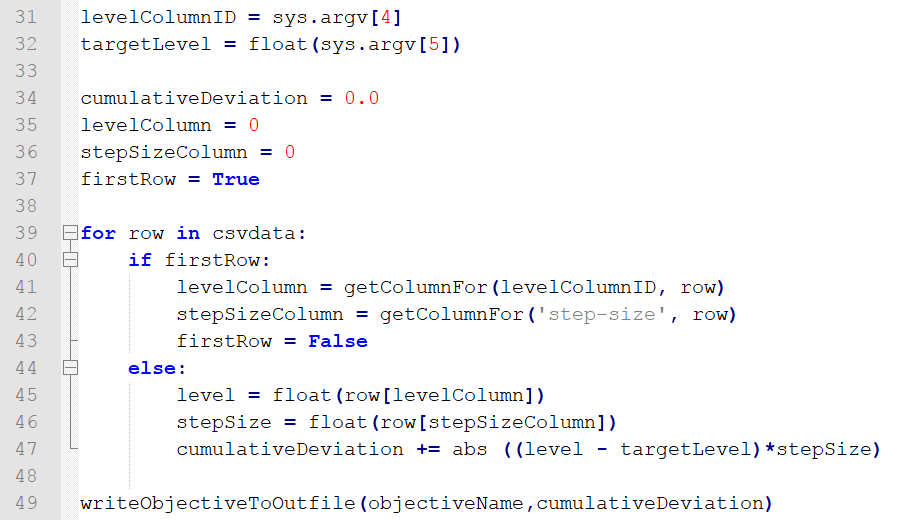 31 levelColumnID = sys.argv[4]
32 targetLevel = float(sys.argv[5])
33
34 cumulativeDeviation = 0.0
35 levelColumn = 0
36 stepSizeColumn = 0
37 firstRow = True
38
39 for row in csvdata:
40     if firstRow:
41         levelColumn = getColumnFor(levelColumnID, row)
42         stepSizeColumn = getColumnFor('step-size', row)
43         firstRow = False
44     else:
45         level = float(row[levelColumn])
46         stepSize = float(row[stepSizeColumn])
47         cumulativeDeviation += abs ((level - targetLevel)*stepSize)
48
49 writeObjectiveToOutfile(objectiveName,cumulativeDeviation)